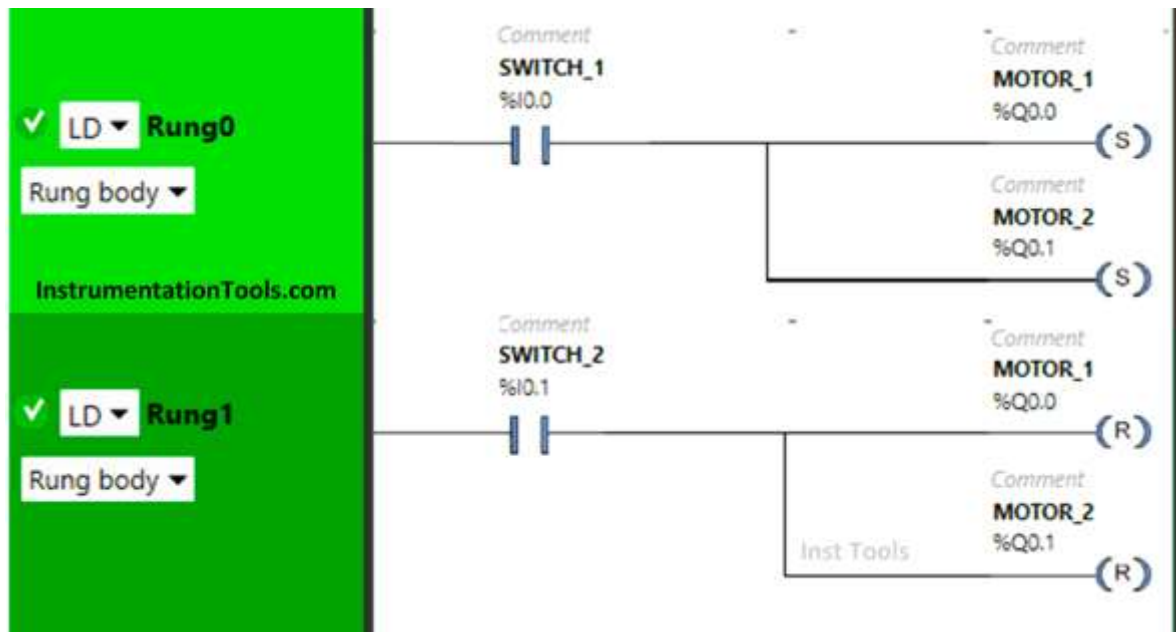 Comment
SWITCH_1
%I0.0
Comment
MOTOR_1
%Q0.0
LD Rung0
(S)
Rung body
Comment
MOTOR_2
%Q0.1
(S)
InstrumentationTools.com
Comment
SWITCH_2
%I0.1
Comment
MOTOR_1
%Q0.0
LD Rung1
(R)
Rung body
Comment
MOTOR_2
%Q0.1
Inst Tools
(R)